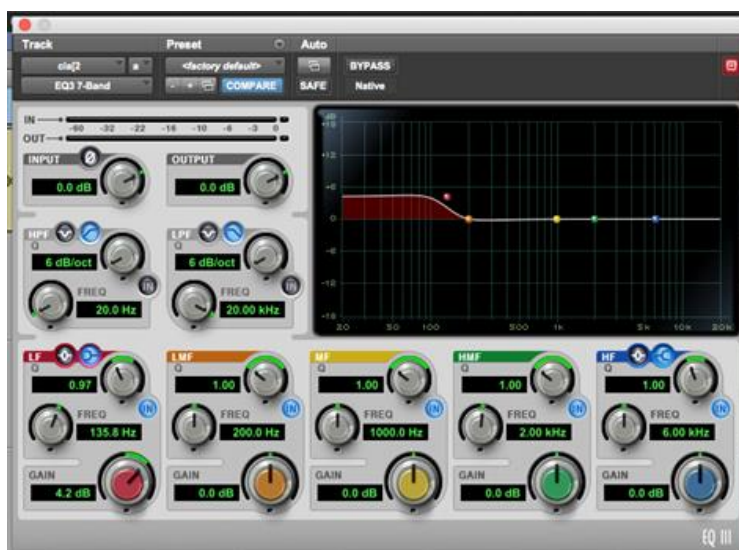 Track Preset Auto
cla[2 a <factory default> BYPASS
EQ3 7-Band - + COMPARE SAFE Native
IN -60 -32 -22 -16 -10 -6 -3 0
OUT
INPUT OUTPUT
0.0 dB 0.0 dB
HPF LPF
Q Q
6 dB/oct 6 dB/oct
IN IN
FREQ FREQ
20.0 Hz 20.00 kHz
dB
+18
+12
+6
0
-6
-12
-18
20 50 100 500 1k 5k 10k 20k
LF LMF MF HMF HF
Q Q Q Q Q
0.97 1.00 1.00 1.00 1.00
IN IN IN IN IN
FREQ FREQ FREQ FREQ FREQ
135.8 Hz 200.0 Hz 1000.0 Hz 2.00 kHz 6.00 kHz
GAIN GAIN GAIN GAIN GAIN
4.2 dB 0.0 dB 0.0 dB 0.0 dB 0.0 dB
EQ III